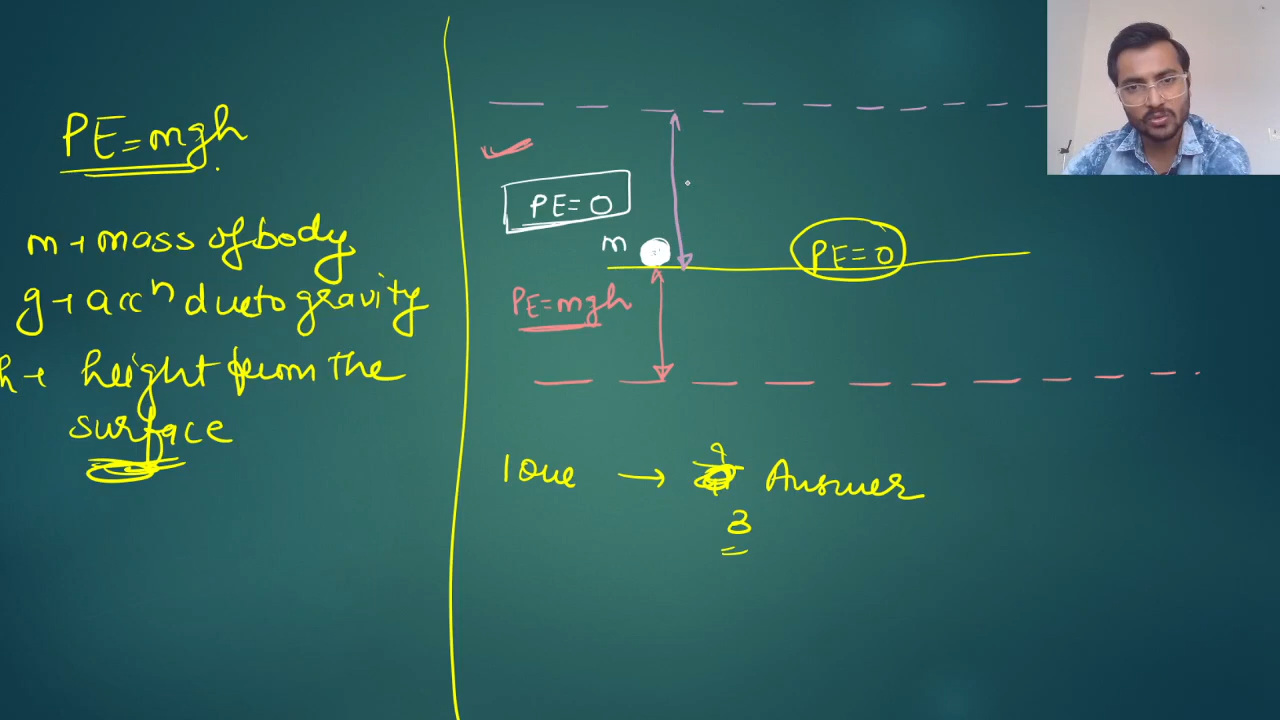 PE=mgh
m → mass of body
g → accⁿ due to gravity
h → height from the
surface
PE=0
m
PE=0
PE=mgh
1 Que → Answer
3